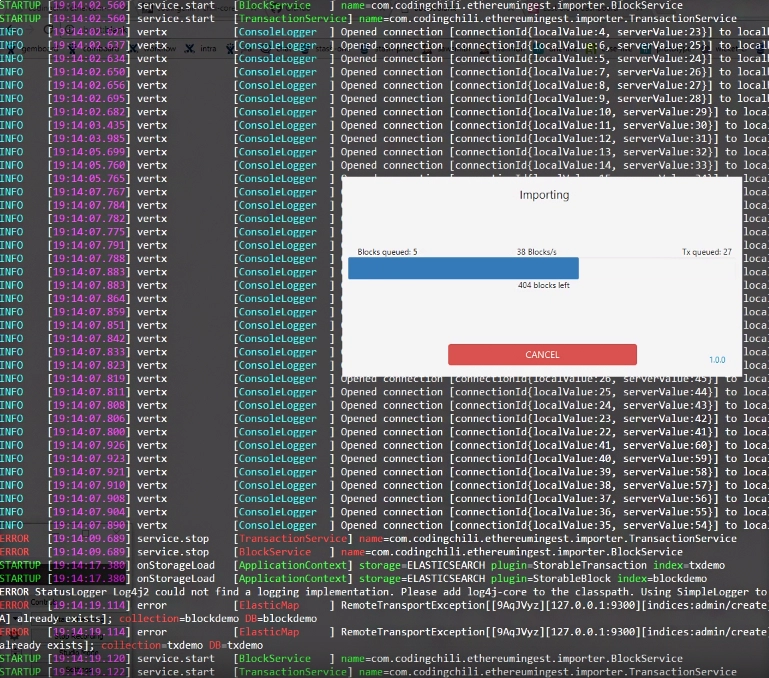 STARTUP [19:14:02.560] service.start [BlockService ] name=com.codingchili.ethereumingest.importer.BlockService
STARTUP [19:14:02.560] service.start [TransactionService] name=com.codingchili.ethereumingest.importer.TransactionService
INFO vertx [ConsoleLogger ] Opened connection [connectionId{localValue:4, serverValue:23}] to local
INFO [19:14:02.637] vertx [ConsoleLogger ] Opened connection [connectionId{localValue:6, serverValue:25}] to local
INFO [19:14:02.634] vertx [ConsoleLogger ] Opened connection [connectionId{localValue:5, serverValue:24}] to local
INFO [19:14:02.650] vertx [ConsoleLogger ] Opened connection [connectionId{localValue:7, serverValue:26}] to local
INFO [19:14:02.656] vertx [ConsoleLogger ] Opened connection [connectionId{localValue:8, serverValue:27}] to local
INFO [19:14:02.695] vertx [ConsoleLogger ] Opened connection [connectionId{localValue:9, serverValue:28}] to local
INFO [19:14:02.682] vertx [ConsoleLogger ] Opened connection [connectionId{localValue:10, serverValue:29}] to loca
INFO [19:14:03.435] vertx [ConsoleLogger ] Opened connection [connectionId{localValue:11, serverValue:30}] to loca
INFO [19:14:03.985] vertx [ConsoleLogger ] Opened connection [connectionId{localValue:12, serverValue:31}] to loca
INFO [19:14:05.699] vertx [ConsoleLogger ] Opened connection [connectionId{localValue:13, serverValue:32}] to loca
INFO [19:14:05.760] vertx [ConsoleLogger ] Opened connection [connectionId{localValue:14, serverValue:33}] to loca
INFO [19:14:05.765] vertx [ConsoleLogger ]
INFO [19:14:07.767] vertx [ConsoleLogger ]
INFO [19:14:07.784] vertx [ConsoleLogger ]
INFO [19:14:07.782] vertx [ConsoleLogger ]
INFO [19:14:07.775] vertx [ConsoleLogger ]
INFO [19:14:07.791] vertx [ConsoleLogger ]
INFO [19:14:07.788] vertx [ConsoleLogger ]
INFO [19:14:07.883] vertx [ConsoleLogger ]
INFO [19:14:07.883] vertx [ConsoleLogger ]
INFO [19:14:07.864] vertx [ConsoleLogger ]
INFO [19:14:07.859] vertx [ConsoleLogger ]
INFO [19:14:07.851] vertx [ConsoleLogger ]
INFO [19:14:07.842] vertx [ConsoleLogger ]
INFO [19:14:07.833] vertx [ConsoleLogger ]
INFO [19:14:07.823] vertx [ConsoleLogger ]
Importing
Blocks queued: 5 38 Blocks/s Tx queued: 27
404 blocks left
CANCEL
1.0.0
INFO [19:14:07.819] vertx [ConsoleLogger ] Opened connection [connectionId{localValue:26, serverValue:45}] to loca
INFO [19:14:07.811] vertx [ConsoleLogger ] Opened connection [connectionId{localValue:25, serverValue:44}] to loca
INFO [19:14:07.808] vertx [ConsoleLogger ] Opened connection [connectionId{localValue:24, serverValue:43}] to loca
INFO [19:14:07.806] vertx [ConsoleLogger ] Opened connection [connectionId{localValue:23, serverValue:42}] to loca
INFO [19:14:07.800] vertx [ConsoleLogger ] Opened connection [connectionId{localValue:22, serverValue:41}] to loca
INFO [19:14:07.926] vertx [ConsoleLogger ] Opened connection [connectionId{localValue:41, serverValue:60}] to loca
INFO [19:14:07.923] vertx [ConsoleLogger ] Opened connection [connectionId{localValue:40, serverValue:59}] to loca
INFO [19:14:07.921] vertx [ConsoleLogger ] Opened connection [connectionId{localValue:39, serverValue:58}] to loca
INFO [19:14:07.910] vertx [ConsoleLogger ] Opened connection [connectionId{localValue:38, serverValue:57}] to loca
INFO [19:14:07.908] vertx [ConsoleLogger ] Opened connection [connectionId{localValue:37, serverValue:56}] to loca
INFO [19:14:07.904] vertx [ConsoleLogger ] Opened connection [connectionId{localValue:36, serverValue:55}] to loca
INFO [19:14:07.890] vertx [ConsoleLogger ] Opened connection [connectionId{localValue:35, serverValue:54}] to loca
ERROR [19:14:09.689] service.stop [TransactionService] name=com.codingchili.ethereumingest.importer.TransactionService
ERROR [19:14:09.689] service.stop [BlockService ] name=com.codingchili.ethereumingest.importer.BlockService
STARTUP [19:14:17.380] onStorageLoad [ApplicationContext] storage=ELASTICSEARCH plugin=StorableTransaction index=txdemo
STARTUP [19:14:17.380] onStorageLoad [ApplicationContext] storage=ELASTICSEARCH plugin=StorableBlock index=blockdemo
ERROR StatusLogger Log4j2 could not find a logging implementation. Please add log4j-core to the classpath. Using SimpleLogger to
ERROR [19:14:19.114] error [ElasticMap ] RemoteTransportException[[9AqJVyz][127.0.0.1:9300][indices:admin/create
A] already exists]; collection=blockdemo DB=blockdemo
ERROR [19:14:19.114] error [ElasticMap ] RemoteTransportException[[9AqJVyz][127.0.0.1:9300][indices:admin/create
already exists]; collection=txdemo DB=txdemo
STARTUP [19:14:19.120] service.start [BlockService ] name=com.codingchili.ethereumingest.importer.BlockService
STARTUP [19:14:19.122] service.start [TransactionService] name=com.codingchili.ethereumingest.importer.TransactionService